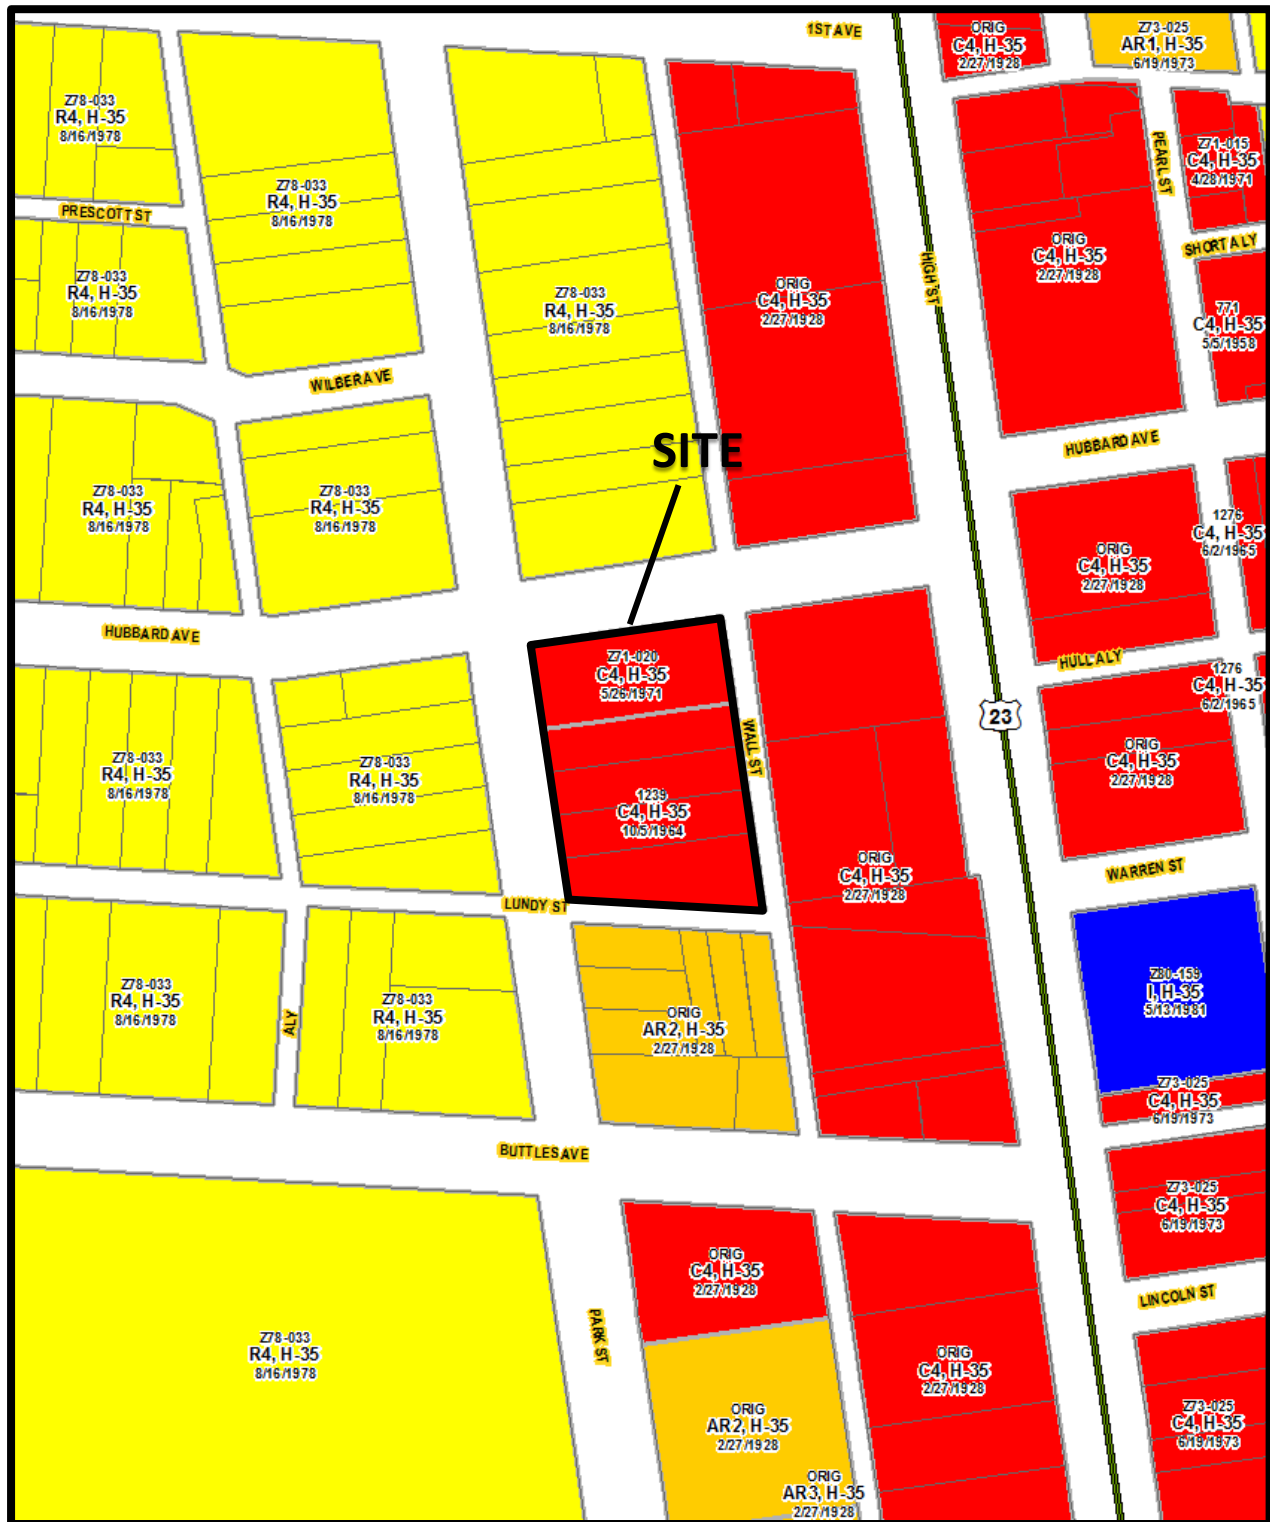 1ST AVE
ORIG
C4, H-35
2/27/1928
Z73-025
AR1, H-35
6/19/1973
Z78-033
R4, H-35
8/16/1978
PRESCOTT ST
Z78-033
R4, H-35
8/16/1978
Z78-033
R4, H-35
8/16/1978
Z78-033
R4, H-35
8/16/1978
ORIG
C4, H-35
2/27/1928
HIGH ST
ORIG
C4, H-35
2/27/1928
PEARL ST
Z71-015
C4, H-35
4/28/1971
SHORT ALY
771
C4, H-35
5/5/1958
WILBER AVE
SITE
HUBBARD AVE
Z78-033
R4, H-35
8/16/1978
Z78-033
R4, H-35
8/16/1978
ORIG
C4, H-35
2/27/1928
1276
C4, H-35
6/2/1965
HUBBARD AVE
Z71-020
C4, H-35
5/26/1971
HULL ALY
1276
C4, H-35
6/2/1965
23
WALL ST
Z78-033
R4, H-35
8/16/1978
Z78-033
R4, H-35
8/16/1978
1239
C4, H-35
10/5/1964
ORIG
C4, H-35
2/27/1928
ORIG
C4, H-35
2/27/1928
WARREN ST
LUNDY ST
Z78-033
R4, H-35
8/16/1978
ALY
Z78-033
R4, H-35
8/16/1978
ORIG
AR2, H-35
2/27/1928
Z80-159
I, H-35
5/13/1981
Z73-025
C4, H-35
6/19/1973
BUTTLES AVE
Z73-025
C4, H-35
6/19/1973
ORIG
C4, H-35
2/27/1928
LINCOLN ST
PARK ST
Z78-033
R4, H-35
8/16/1978
ORIG
C4, H-35
2/27/1928
ORIG
AR2, H-35
2/27/1928
Z73-025
C4, H-35
6/19/1973
ORIG
AR3, H-35
2/27/1928